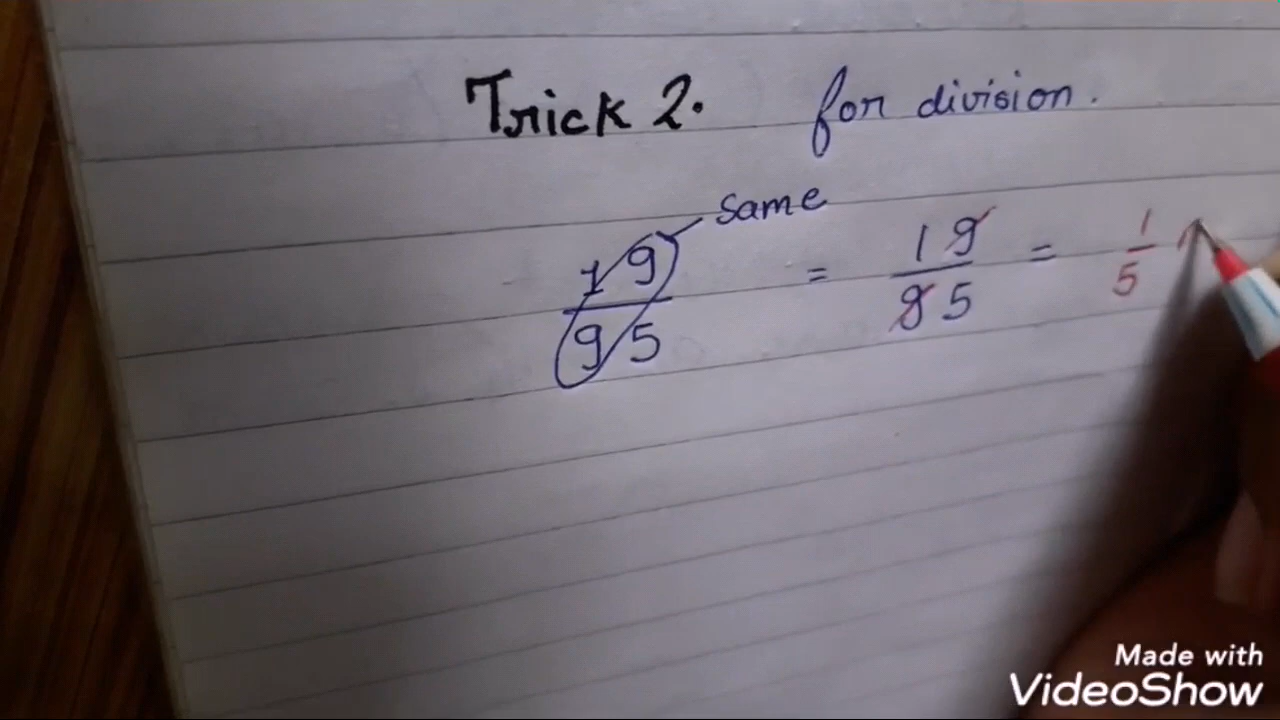 Trick 2. for division.
same
19/95 = 19/95 = 1/5
Made with
VideoShow